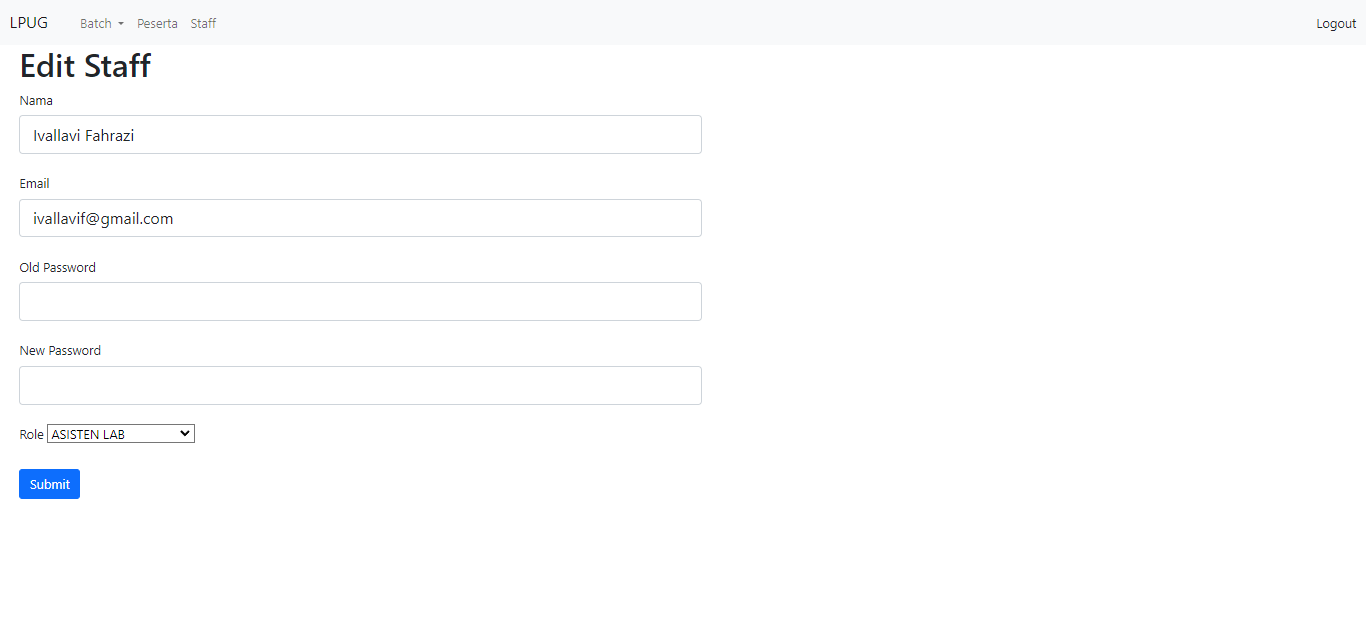 LPUG Batch Peserta Staff Logout
Edit Staff
Nama
Ivallavi Fahrazi
Email
ivallavif@gmail.com
Old Password
New Password
Role ASISTEN LAB
Submit